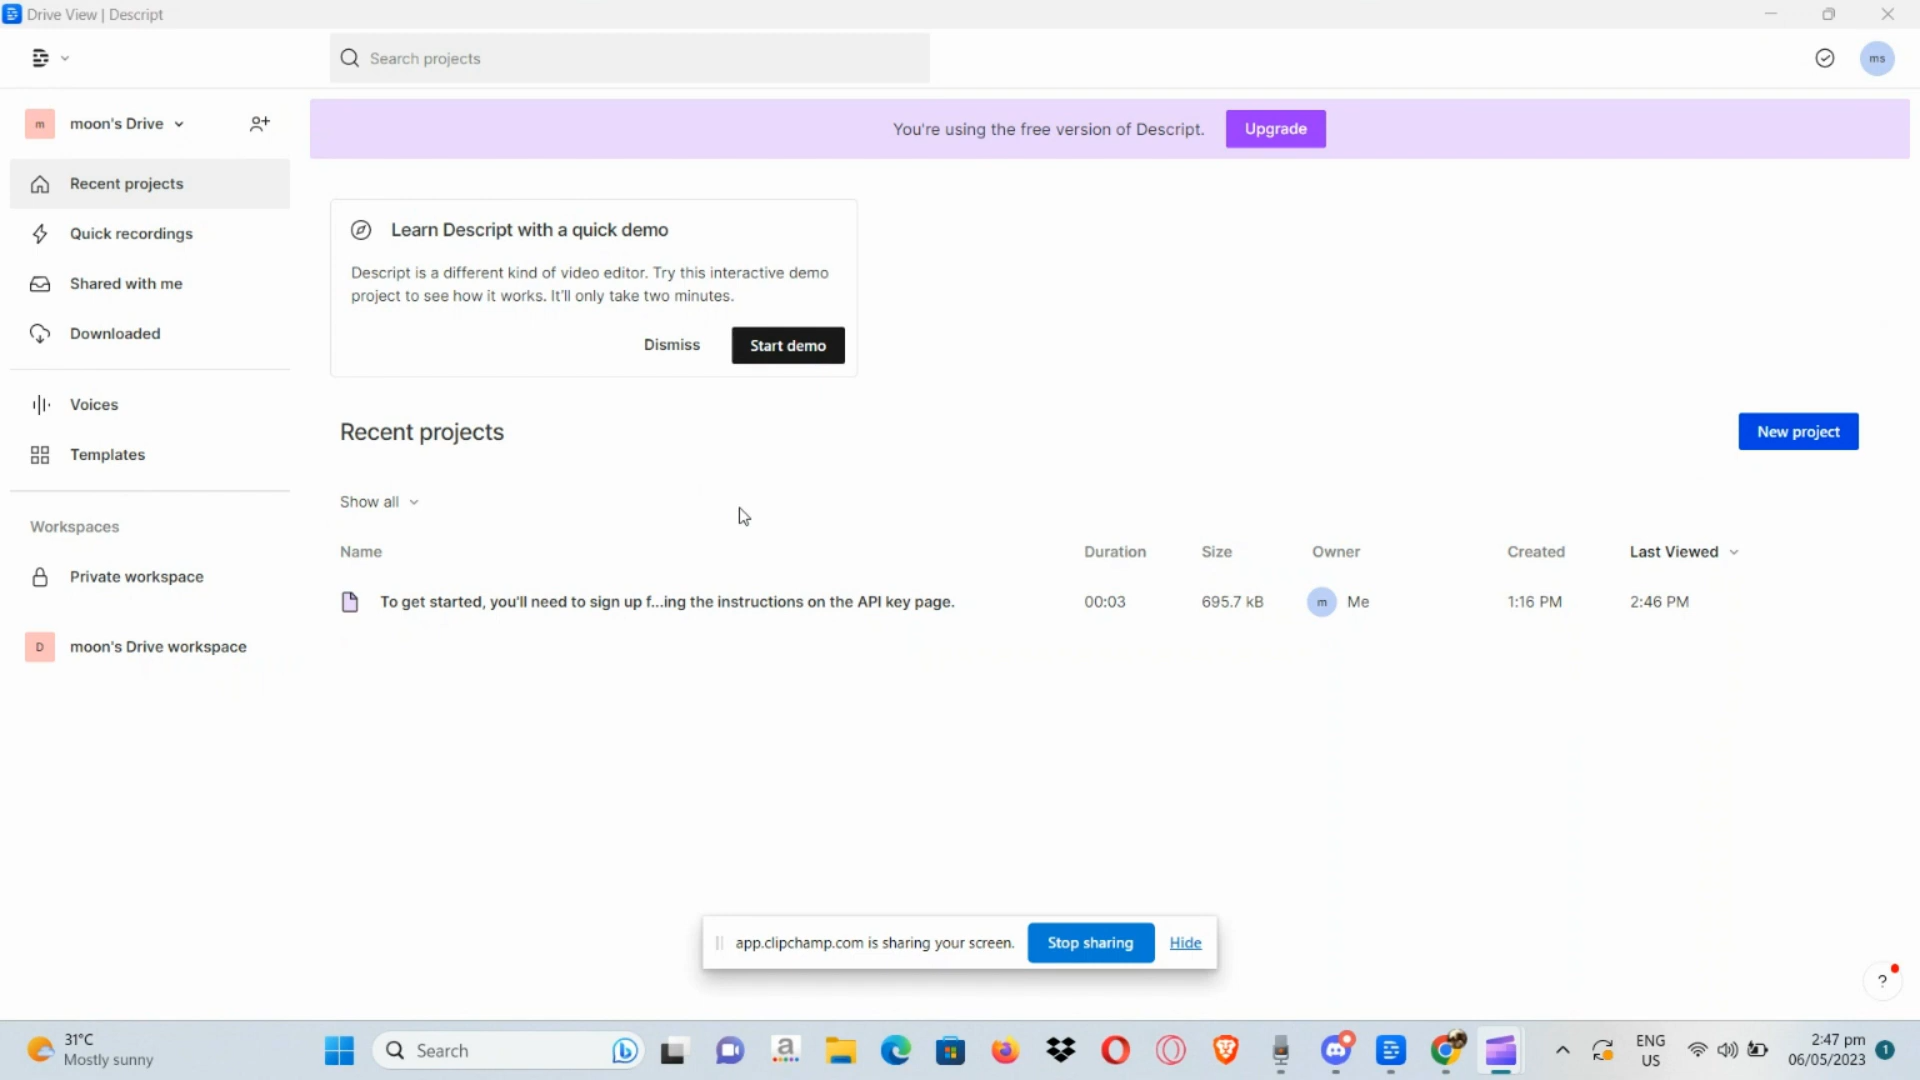 Drive View | Descript
Search projects
ms
m
moon's Drive
You're using the free version of Descript.
Upgrade
Recent projects
Quick recordings
Shared with me
Downloaded
Voices
Templates
Workspaces
Private workspace
D
moon's Drive workspace
Learn Descript with a quick demo
Descript is a different kind of video editor. Try this interactive demo
project to see how it works. It'll only take two minutes.
Dismiss
Start demo
Recent projects
New project
Show all
Name Duration Size Owner Created Last Viewed
To get started, you'll need to sign up f...ing the instructions on the API key page. 00:03 695.7 kB m Me 1:16 PM 2:46 PM
app.clipchamp.com is sharing your screen.
Stop sharing
Hide
?
31°C
Mostly sunny
Search
b
a
ENG
US
2:47 pm
06/05/2023
1